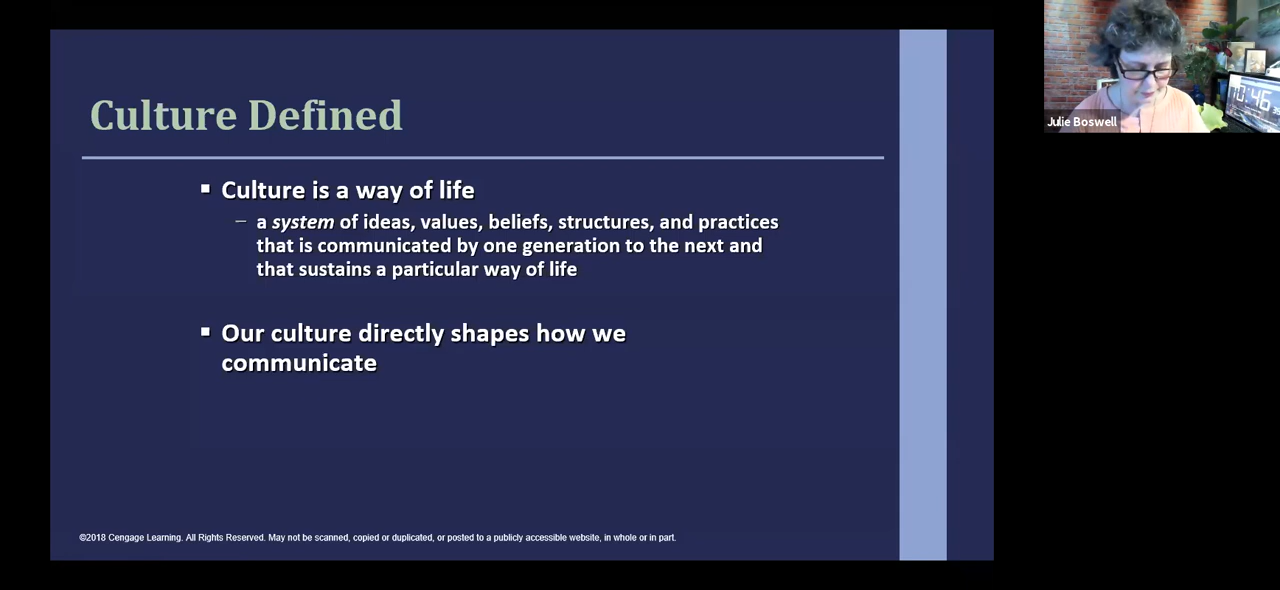 Culture Defined
▪ Culture is a way of life
– a system of ideas, values, beliefs, structures, and practices
that is communicated by one generation to the next and
that sustains a particular way of life
▪ Our culture directly shapes how we
communicate
©2018 Cengage Learning. All Rights Reserved. May not be scanned, copied or duplicated, or posted to a publicly accessible website, in whole or in part.
Julie Boswell